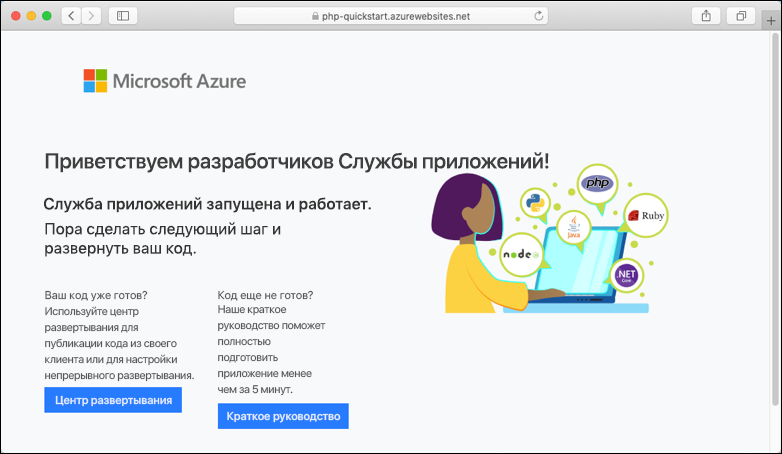 php-quickstart.azurewebsites.net
Microsoft Azure
Приветствуем разработчиков Службы приложений!
Служба приложений запущена и работает.
Пора сделать следующий шаг и
развернуть ваш код.
Ваш код уже готов?
Используйте центр
развертывания для
публикации кода из своего
клиента или для настройки
непрерывного развертывания.
Центр развертывания
Код еще не готов?
Наше краткое
руководство поможет
полностью
подготовить
приложение менее
чем за 5 минут.
Краткое руководство
php
Ruby
Java
node
.NET
Core